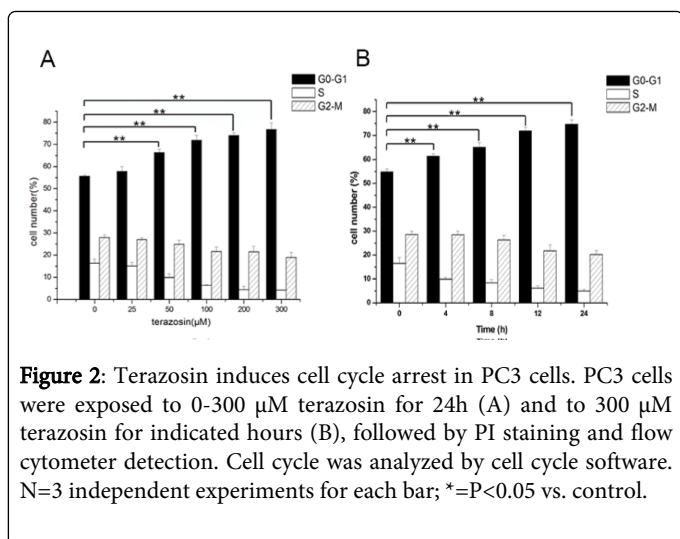 A
B
G0-G1
S
G2-M
G0-G1
S
G2-M
**
**
**
**
**
**
**
**
80
70
60
50
40
30
20
10
0
cell number(%)
0 25 50 100 200 300
terazosin(μM)
80
70
60
50
40
30
20
10
0
cell number (%)
0 4 8 12 24
Time (h)
Figure 2: Terazosin induces cell cycle arrest in PC3 cells. PC3 cells
were exposed to 0-300 μM terazosin for 24h (A) and to 300 μM
terazosin for indicated hours (B), followed by PI staining and flow
cytometer detection. Cell cycle was analyzed by cell cycle software.
N=3 independent experiments for each bar; *=P<0.05 vs. control.